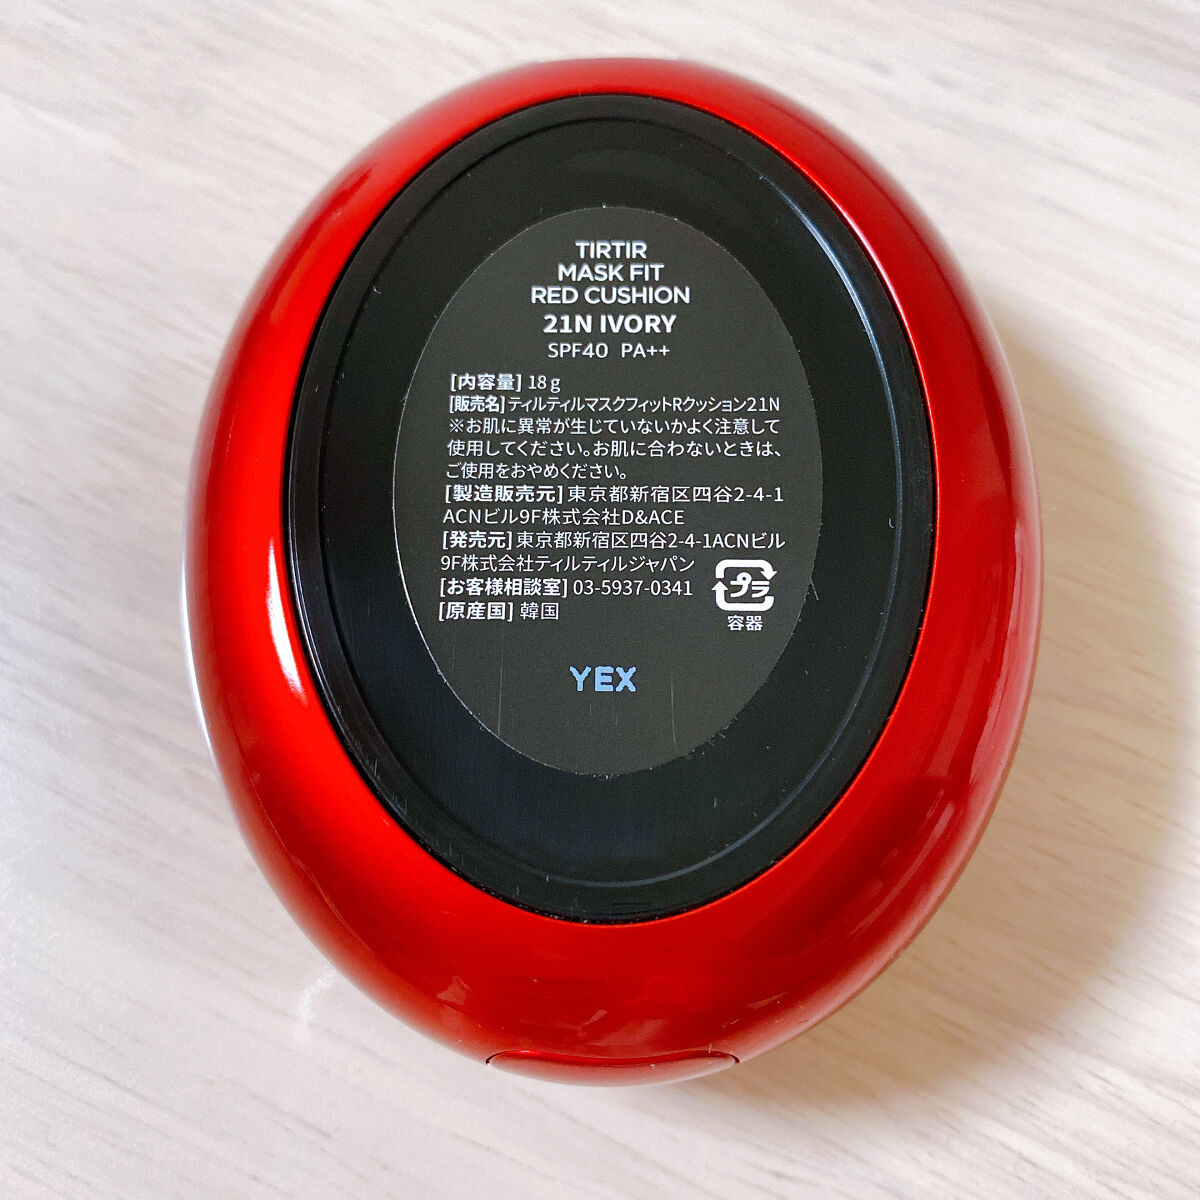 TIRTIR
MASK FIT
RED CUSHION
21N IVORY
SPF40 PA++
[内容量] 18g
[販売名] ティルティルマスクフィットRクッション21N
※お肌に異常が生じていないかよく注意して
使用してください。お肌に合わないときは、
ご使用をおやめください。
[製造販売元] 東京都新宿区四谷2-4-1
ACNビル9F株式会社D&ACE
[発売元] 東京都新宿区四谷2-4-1ACNビル
9F株式会社ティルティルジャパン
[お客様相談室] 03-5937-0341
[原産国] 韓国
プラ
容器
YEX